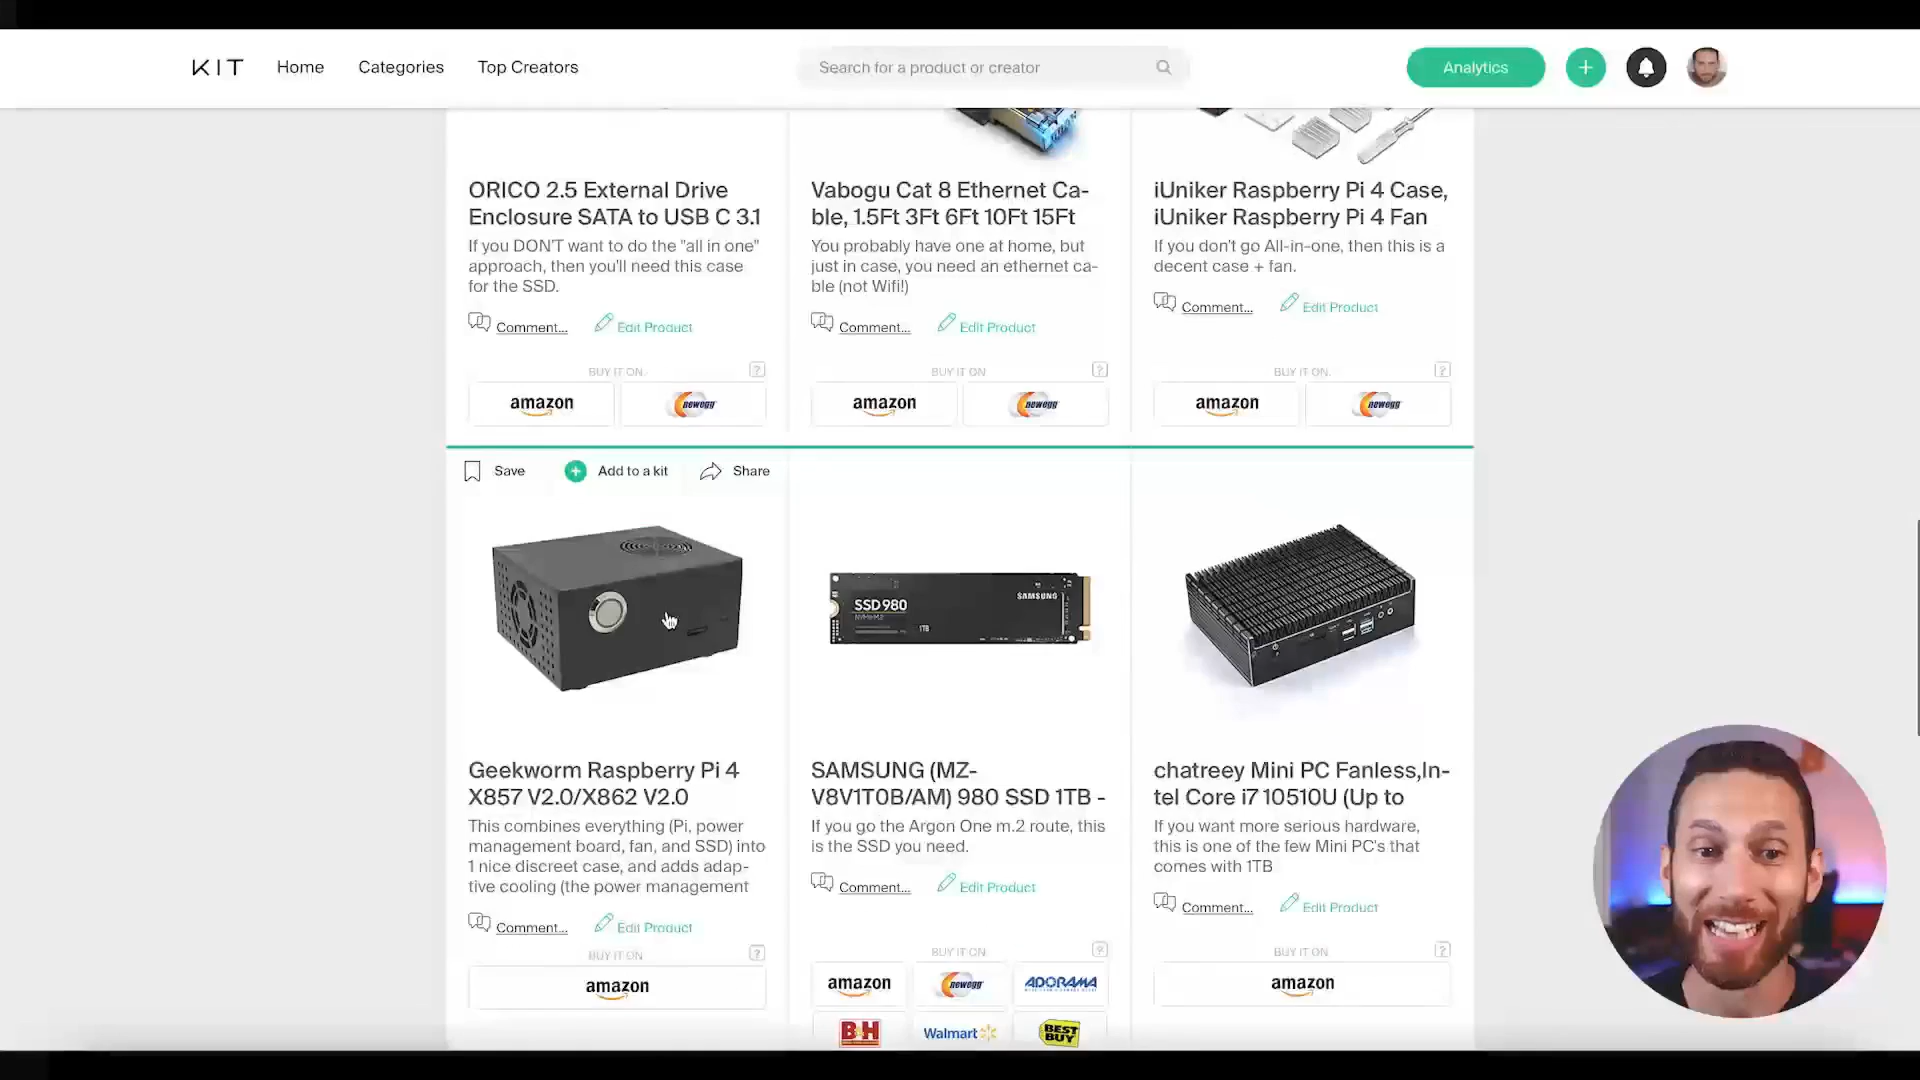 KIT
Home
Categories
Top Creators
Search for a product or creator
Analytics
ORICO 2.5 External Drive
Enclosure SATA to USB C 3.1
If you DON'T want to do the "all in one"
approach, then you'll need this case
for the SSD.
Comment...
Edit Product
BUY IT ON
?
amazon
newegg
Vabogu Cat 8 Ethernet Ca-
ble, 1.5Ft 3Ft 6Ft 10Ft 15Ft
You probably have one at home, but
just in case, you need an ethernet ca-
ble (not Wifi!)
Comment...
Edit Product
BUY IT ON
?
amazon
newegg
iUniker Raspberry Pi 4 Case,
iUniker Raspberry Pi 4 Fan
If you don't go All-in-one, then this is a
decent case + fan.
Comment...
Edit Product
BUY IT ON
?
amazon
newegg
Save
Add to a kit
Share
Geekworm Raspberry Pi 4
X857 V2.0/X862 V2.0
This combines everything (Pi, power
management board, fan, and SSD) into
1 nice discreet case, and adds adap-
tive cooling (the power management
Comment...
Edit Product
BUY IT ON
?
amazon
SSD 980
SAMSUNG
1TB
SAMSUNG (MZ-
V8V1T0B/AM) 980 SSD 1TB -
If you go the Argon One m.2 route, this
is the SSD you need.
Comment...
Edit Product
BUY IT ON
?
amazon
newegg
ADORAMA
B&H
Walmart
BEST
BUY
chatreey Mini PC Fanless,In-
tel Core i7 10510U (Up to
If you want more serious hardware,
this is one of the few Mini PC's that
comes with 1TB
Comment...
Edit Product
BUY IT ON
?
amazon